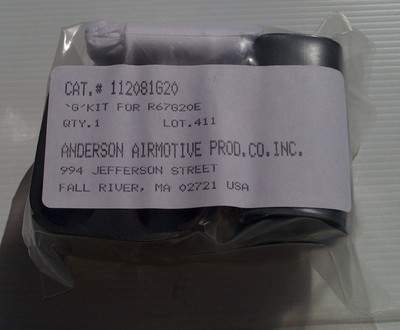 CAT.# 112081G20
'G'KIT FOR R67G20E
QTY.1 LOT.411
ANDERSON AIRMOTIVE PROD.CO.INC.
994 JEFFERSON STREET
FALL RIVER, MA 02721 USA